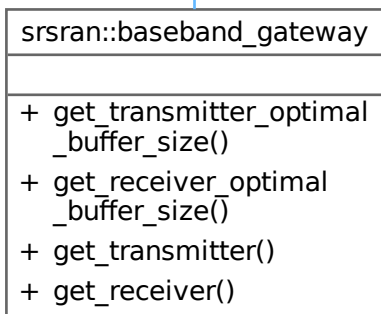 srsran::baseband_gateway
+ get_transmitter_optimal
_buffer_size()
+ get_receiver_optimal
_buffer_size()
+ get_transmitter()
+ get_receiver()